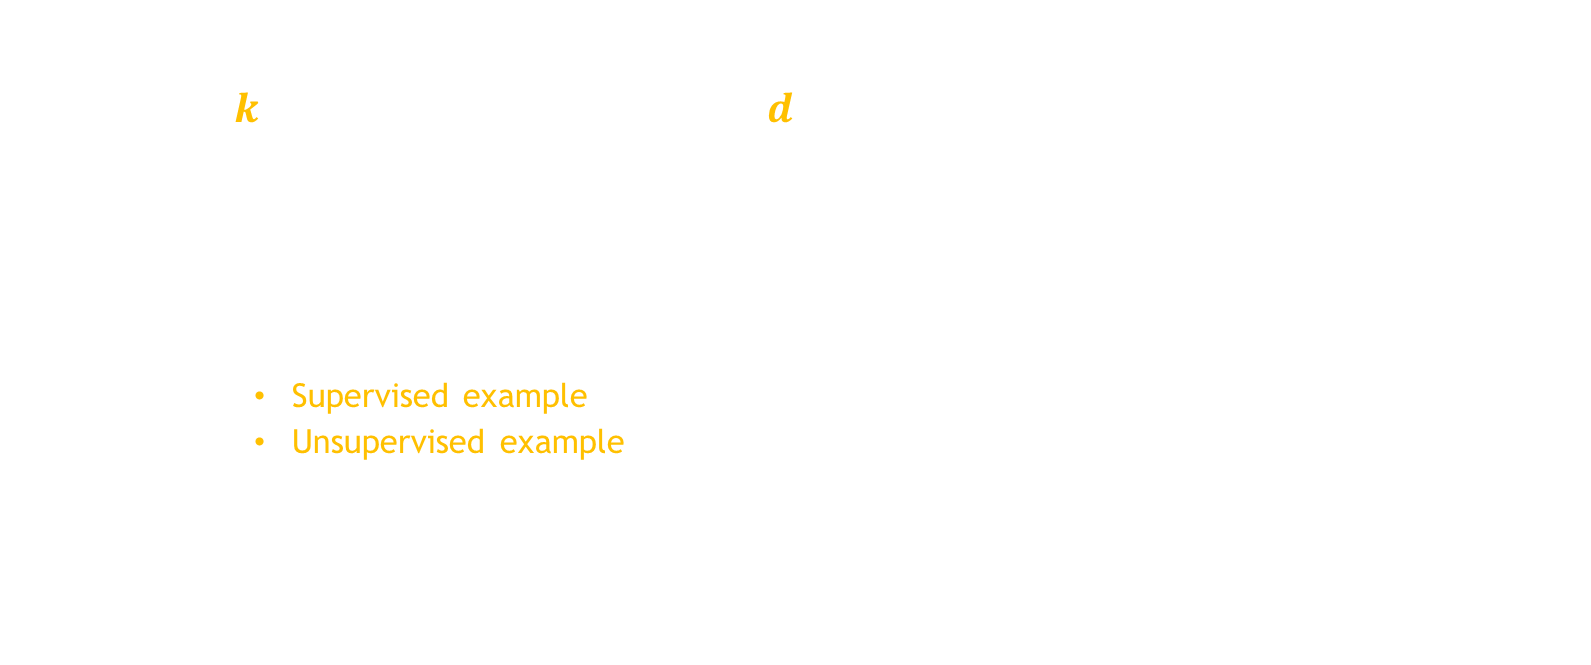 k d
• Supervised example
• Unsupervised example